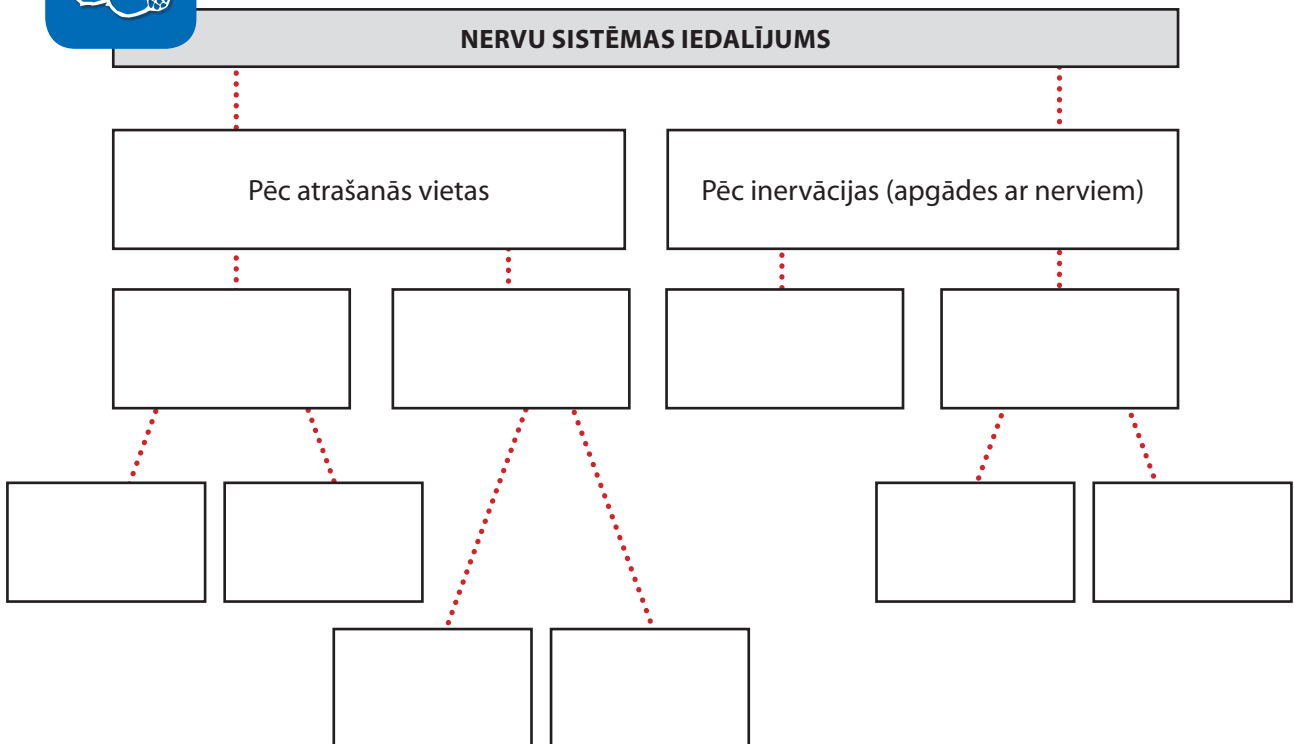 NERVU SISTĒMAS IEDALĪJUMS
Pēc atrašanās vietas
Pēc inervācijas (apgādes ar nerviem)